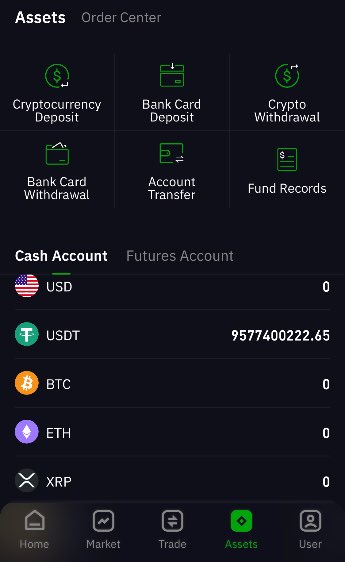 Assets Order Center
Cryptocurrency
Deposit
Bank Card
Deposit
Crypto
Withdrawal
Bank Card
Withdrawal
Account
Transfer
Fund Records
Cash Account Futures Account
USD 0
USDT 9577400222.65
BTC 0
ETH 0
XRP 0
Home Market Trade Assets User